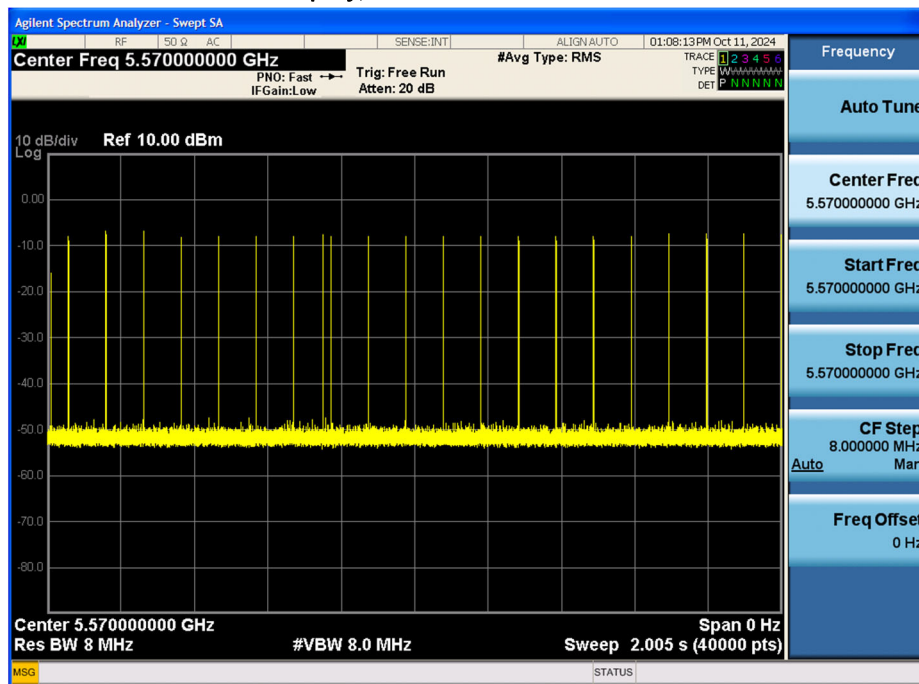 Agilent Spectrum Analyzer - Swept SA
LXI RF 50 Ω AC SENSE:INT ALIGN AUTO 01:08:13 PM Oct 11, 2024
Center Freq 5.570000000 GHz
PNO: Fast
IFGain:Low
Trig: Free Run
Atten: 20 dB
#Avg Type: RMS
TRACE 1 2 3 4 5 6
TYPE W
DET P N N N N N
10 dB/div Ref 10.00 dBm
Log
0.00
-10.0
-20.0
-30.0
-40.0
-50.0
-60.0
-70.0
-80.0
Center 5.570000000 GHz Span 0 Hz
Res BW 8 MHz #VBW 8.0 MHz Sweep 2.005 s (40000 pts)
MSG STATUS
Frequency
Auto Tune
Center Freq
5.570000000 GHz
Start Freq
5.570000000 GHz
Stop Freq
5.570000000 GHz
CF Step
8.000000 MHz
Auto Man
Freq Offset
0 Hz